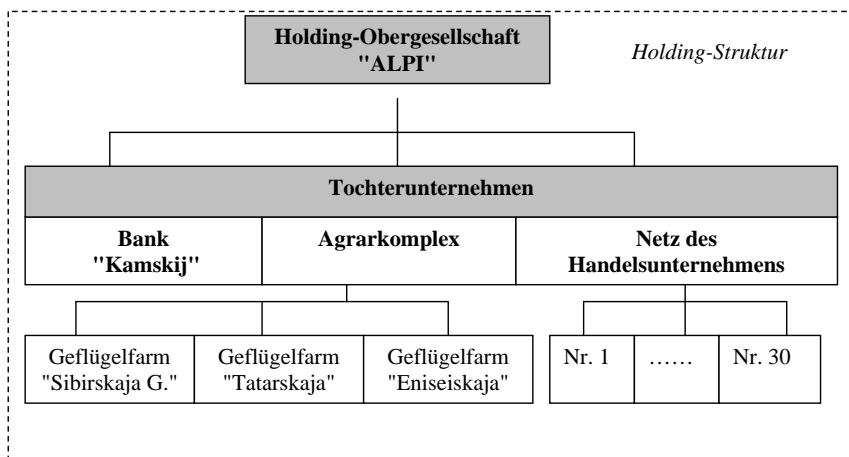 Holding-Obergesellschaft
"ALPI"
Holding-Struktur
Tochterunternehmen
Bank
"Kamskij"
Agrarkomplex
Netz des
Handelsunternehmens
Geflügelfarm
"Sibirskaja G."
Geflügelfarm
"Tatarskaja"
Geflügelfarm
"Eniseiskaja"
Nr. 1
……
Nr. 30